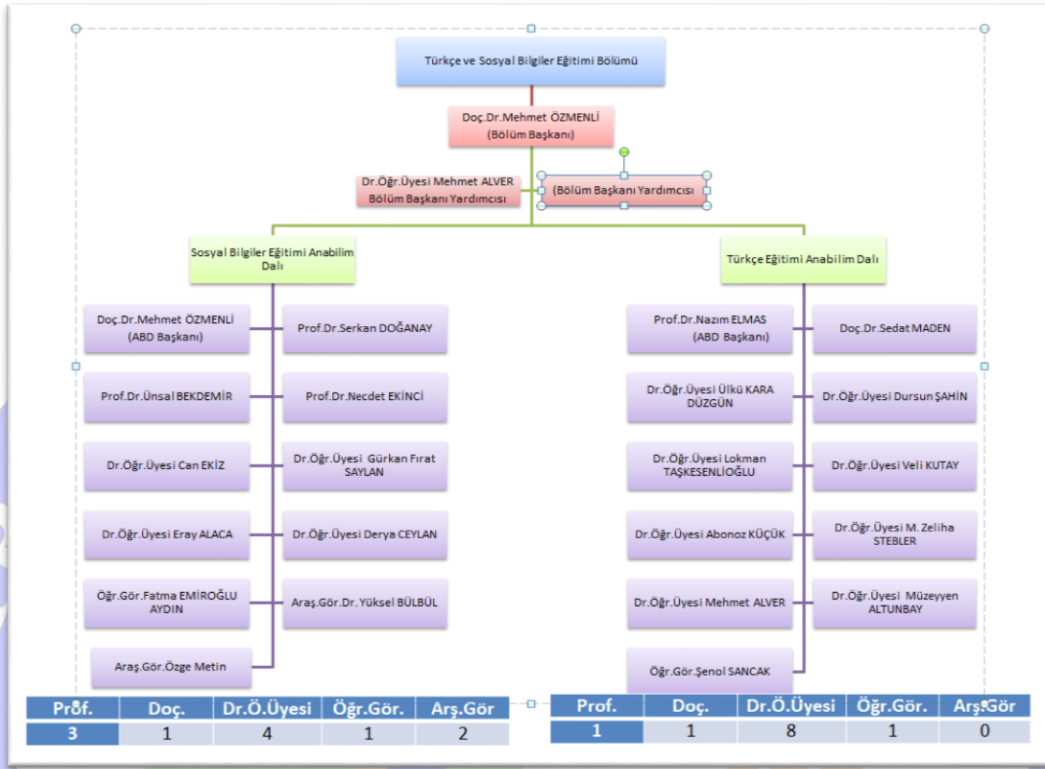 Türkçe ve Sosyal Bilgiler Eğitimi Bölümü
Doç.Dr.Mehmet ÖZMENLİ
(Bölüm Başkanı)
Dr.Öğr.Üyesi Mehmet ALVER
Bölüm Başkanı Yardımcısı
(Bölüm Başkanı Yardımcısı
Sosyal Bilgiler Eğitimi Anabilim
Dalı
Doç.Dr.Mehmet ÖZMENLİ
(ABD Başkanı)
Prof.Dr.Serkan DOĞANAY
Prof.Dr.Ünsal BEKDEMİR
Prof.Dr.Necdet EKİNCİ
Dr.Öğr.Üyesi Can EKİZ
Dr.Öğr.Üyesi Gürkan Fırat
SAYLAN
Dr.Öğr.Üyesi Eray ALACA
Dr.Öğr.Üyesi Derya CEYLAN
Öğr.Gör.Fatma EMİROĞLU
AYDIN
Araş.Gör.Dr. Yüksel BÜLBÜL
Araş.Gör.Özge Metin
Prof. Doç. Dr.Ö.Üyesi Öğr.Gör. Arş.Gör
3 1 4 1 2
Türkçe Eğitimi Anabilim Dalı
Prof.Dr.Nazım ELMAS
(ABD Başkanı)
Doç.Dr.Sedat MADEN
Dr.Öğr.Üyesi Ülkü KARA
DÜZGÜN
Dr.Öğr.Üyesi Dursun ŞAHİN
Dr.Öğr.Üyesi Lokman
TAŞKESENLİOĞLU
Dr.Öğr.Üyesi Veli KUTAY
Dr.Öğr.Üyesi Abonoz KÜÇÜK
Dr.Öğr.Üyesi M. Zeliha
STEBLER
Dr.Öğr.Üyesi Mehmet ALVER
Dr.Öğr.Üyesi Müzeyyen
ALTUNBAY
Öğr.Gör.Şenol SANCAK
Prof. Doç. Dr.Ö.Üyesi Öğr.Gör. Arş.Gör
1 1 8 1 0